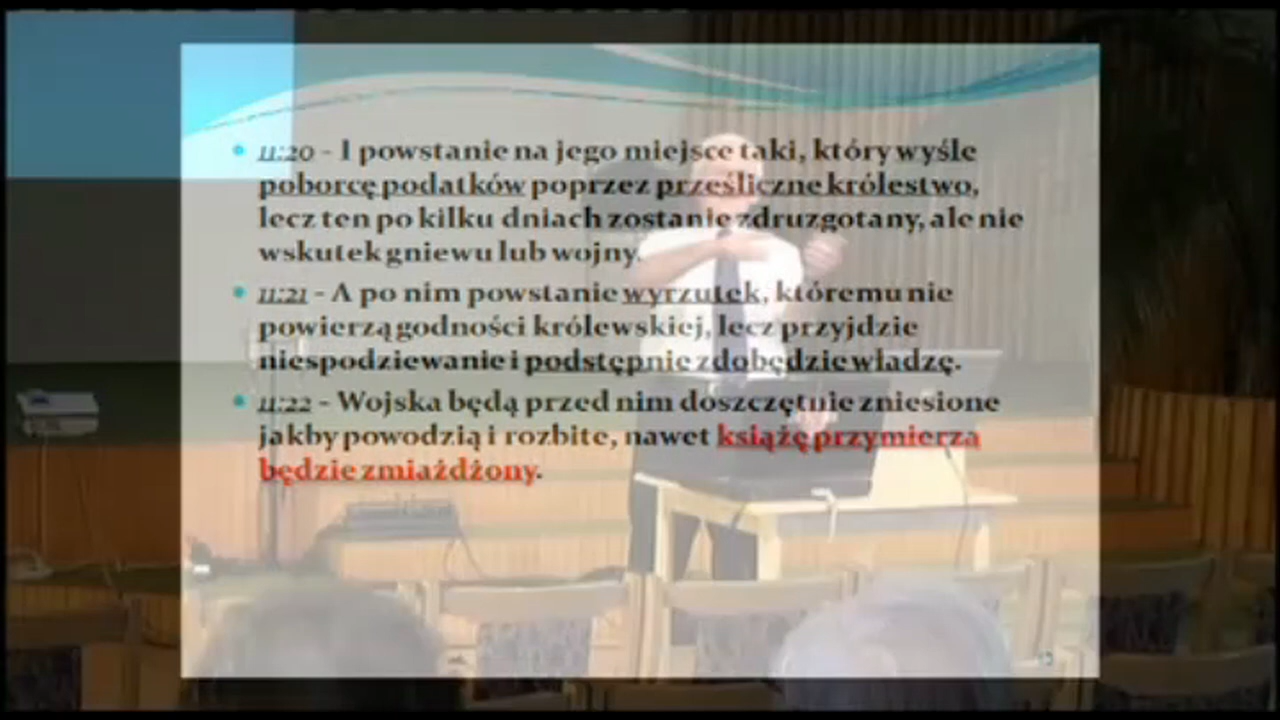 11:20 - I powstanie na jego miejsce taki, który wyśle
poborcę podatków poprzez prześliczne królestwo,
lecz ten po kilku dniach zostanie zdruzgotany, ale nie
wskutek gniewu lub wojny.
11:21 - A po nim powstanie wyrzutek, któremu nie
powierzą godności królewskiej, lecz przyjdzie
niespodziewanie i podstępnie zdobędzie władzę.
11:22 - Wojska będą przed nim doszczętnie zniesione
jakby powodzią i rozbite, nawet książę przymierza
będzie zmiażdżony.